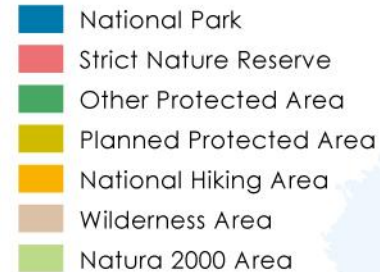 National Park
Strict Nature Reserve
Other Protected Area
Planned Protected Area
National Hiking Area
Wilderness Area
Natura 2000 Area